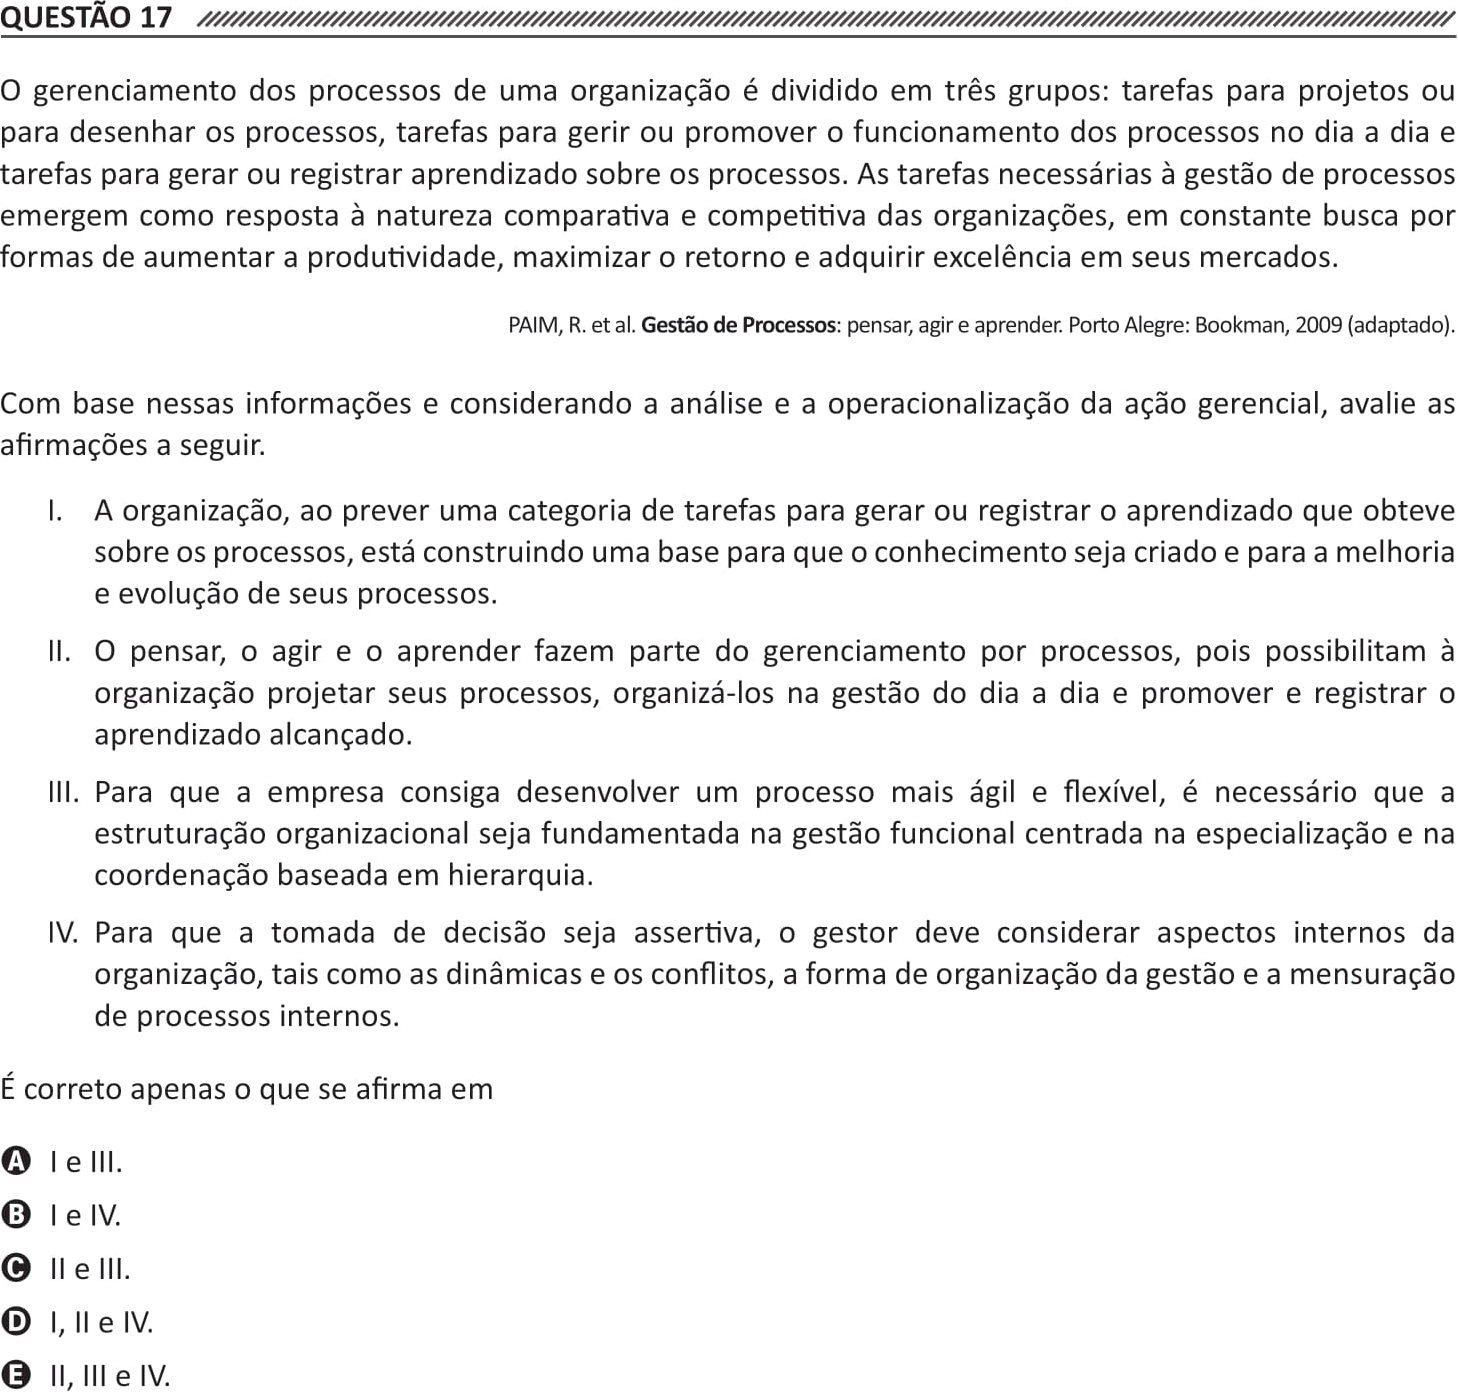 QUESTÃO 17
O gerenciamento dos processos de uma organização é dividido em três grupos: tarefas para projetos ou
para desenhar os processos, tarefas para gerir ou promover o funcionamento dos processos no dia a dia e
tarefas para gerar ou registrar aprendizado sobre os processos. As tarefas necessárias à gestão de processos
emergem como resposta à natureza comparativa e competitiva das organizações, em constante busca por
formas de aumentar a produtividade, maximizar o retorno e adquirir excelência em seus mercados.
PAIM, R. et al. Gestão de Processos: pensar, agir e aprender. Porto Alegre: Bookman, 2009 (adaptado).
Com base nessas informações e considerando a análise e a operacionalização da ação gerencial, avalie as
afirmações a seguir.
I. A organização, ao prever uma categoria de tarefas para gerar ou registrar o aprendizado que obteve
sobre os processos, está construindo uma base para que o conhecimento seja criado e para a melhoria
e evolução de seus processos.
II. O pensar, o agir e o aprender fazem parte do gerenciamento por processos, pois possibilitam à
organização projetar seus processos, organizá-los na gestão do dia a dia e promover e registrar o
aprendizado alcançado.
III. Para que a empresa consiga desenvolver um processo mais ágil e flexível, é necessário que a
estruturação organizacional seja fundamentada na gestão funcional centrada na especialização e na
coordenação baseada em hierarquia.
IV. Para que a tomada de decisão seja assertiva, o gestor deve considerar aspectos internos da
organização, tais como as dinâmicas e os conflitos, a forma de organização da gestão e a mensuração
de processos internos.
É correto apenas o que se afirma em
A I e III.
B I e IV.
C II e III.
D I, II e IV.
E II, III e IV.